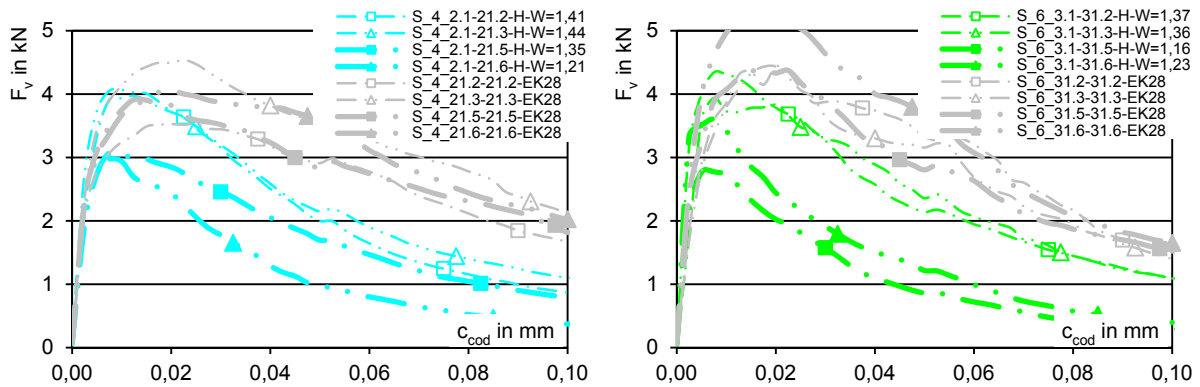 5
4
3
2
1
0
F_v in kN
S_4_2.1-21.2-H-W=1,41
S_4_2.1-21.3-H-W=1,44
S_4_2.1-21.5-H-W=1,35
S_4_2.1-21.6-H-W=1,21
S_4_21.2-21.2-EK28
S_4_21.3-21.3-EK28
S_4_21.5-21.5-EK28
S_4_21.6-21.6-EK28
c_cod in mm
0,00 0,02 0,04 0,06 0,08 0,10
5
4
3
2
1
0
F_v in kN
S_6_3.1-31.2-H-W=1,37
S_6_3.1-31.3-H-W=1,36
S_6_3.1-31.5-H-W=1,16
S_6_3.1-31.6-H-W=1,23
S_6_31.2-31.2-EK28
S_6_31.3-31.3-EK28
S_6_31.5-31.5-EK28
S_6_31.6-31.6-EK28
c_cod in mm
0,00 0,02 0,04 0,06 0,08 0,10